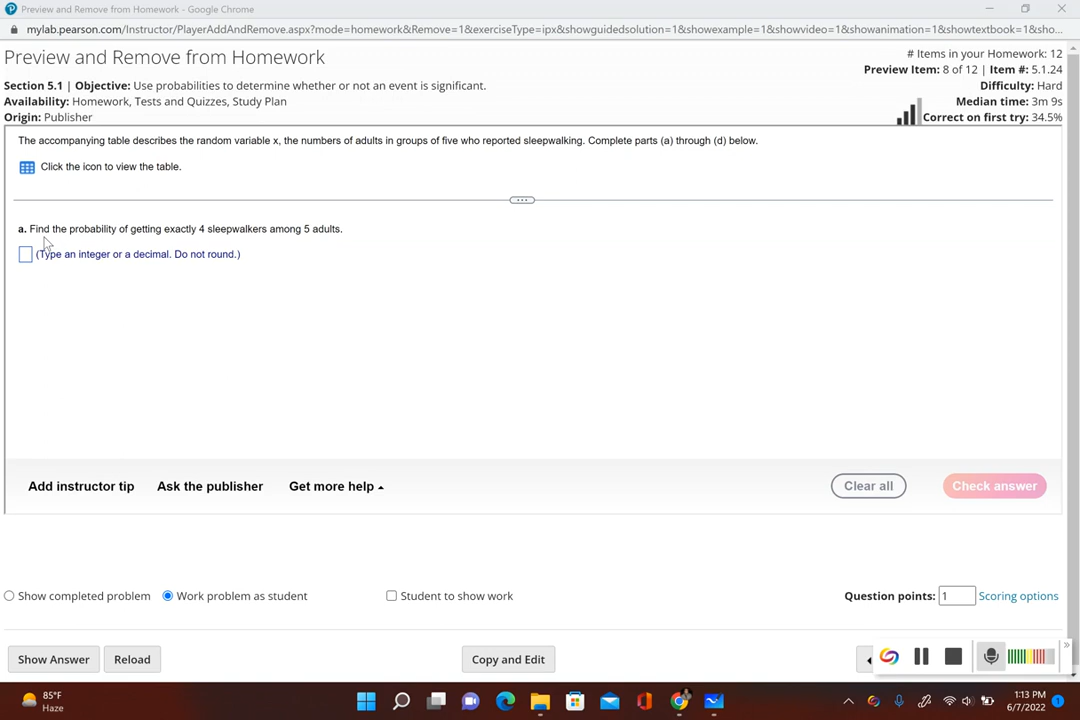 Preview and Remove from Homework - Google Chrome
mylab.pearson.com/Instructor/PlayerAddAndRemove.aspx?mode=homework&Remove=1&exerciseType=ipx&showguidedsolution=1&showexample=1&showvideo=1&showanimation=1&showtextbook=1&sho...
Preview and Remove from Homework
# Items in your Homework: 12
Preview Item: 8 of 12 | Item #: 5.1.24
Section 5.1 | Objective: Use probabilities to determine whether or not an event is significant.
Difficulty: Hard
Availability: Homework, Tests and Quizzes, Study Plan
Median time: 3m 9s
Origin: Publisher
Correct on first try: 34.5%
The accompanying table describes the random variable x, the numbers of adults in groups of five who reported sleepwalking. Complete parts (a) through (d) below.
Click the icon to view the table.
a. Find the probability of getting exactly 4 sleepwalkers among 5 adults.
(Type an integer or a decimal. Do not round.)
Add instructor tip
Ask the publisher
Get more help
Clear all
Check answer
Show completed problem
Work problem as student
Student to show work
Question points: 1
Scoring options
Show Answer
Reload
Copy and Edit
85°F
Haze
1:13 PM
6/7/2022
1